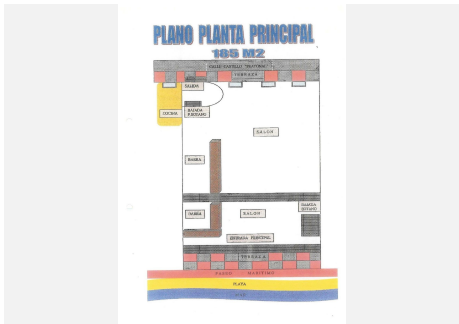 PLANO PLANTA PRINCIPAL
185 M2
TERRAZA
SALIDA
COCINA
BAJADA
SALON
BARRA
BAJADA
BARRA
SALON
ENTRADA PRINCIPAL
TERRAZA
PASEO MARITIMO
PLAYA